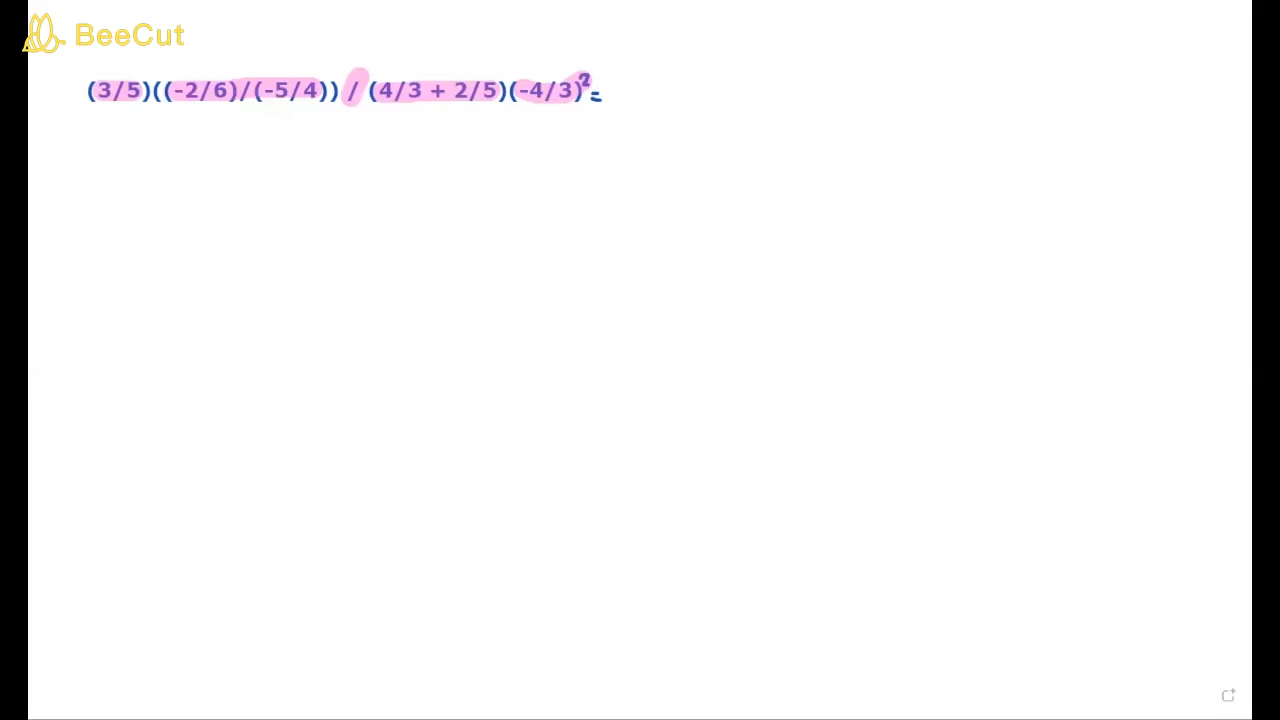 BeeCut
(3/5)((-2/6)/(-5/4)) / (4/3 + 2/5)(-4/3)²=